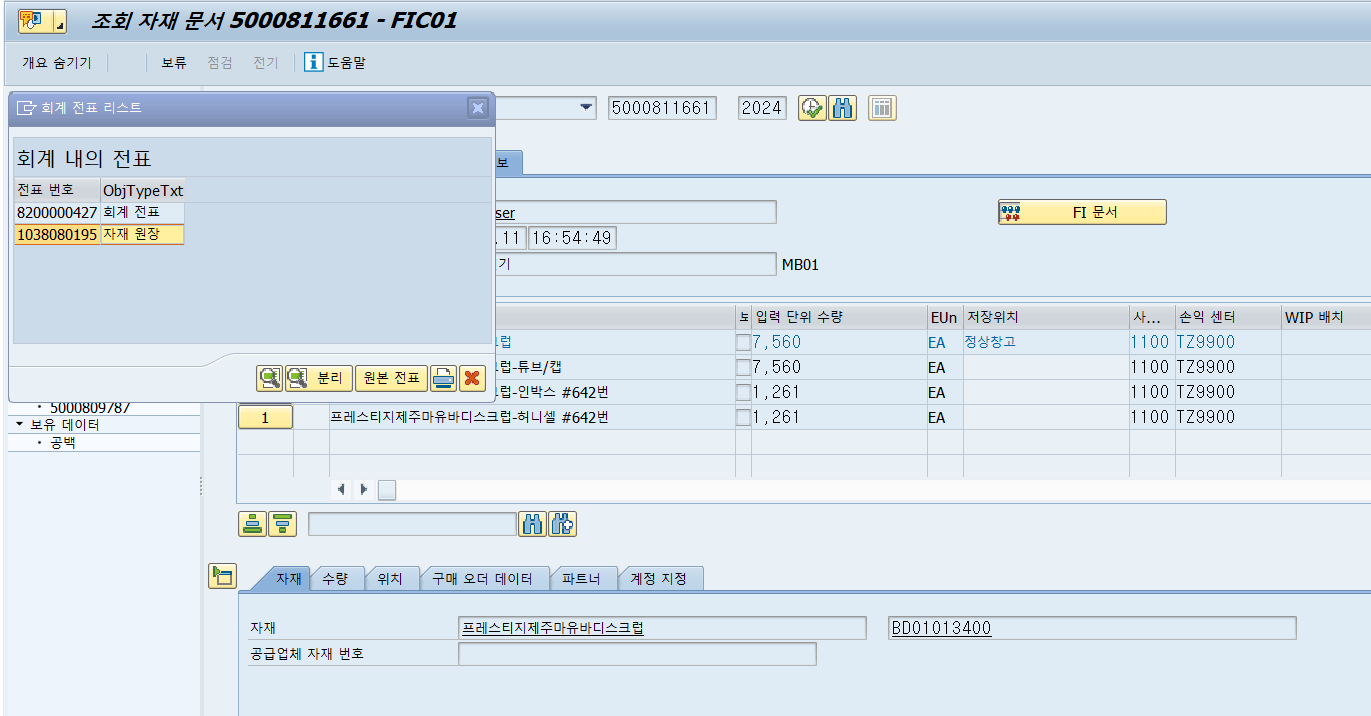 조회 자재 문서 5000811661 - FIC01
개요 숨기기 보류 점검 전기 도움말
회계 전표 리스트
5000811661 2024
회계 내의 전표
보
전표 번호 ObjTypeTxt
8200000427 회계 전표
1038080195 자재 원장
ser
FI 문서
.11 16:54:49
기 MB01
입력 단위 수량 EUn 저장위치 사... 손익 센터 WIP 배치
럽 7,560 EA 정상창고 1100 TZ9900
크럽-튜브/캡 7,560 EA 1100 TZ9900
분리 원본 전표
크럽-인박스 #642번 1,261 EA 1100 TZ9900
5000809787
1 프레스티지제주마유바디스크럽-허니셀 #642번 1,261 EA 1100 TZ9900
보유 데이터
공백
자재 수량 위치 구매 오더 데이터 파트너 계정 지정
자재 프레스티지제주마유바디스크럽 BD01013400
공급업체 자재 번호